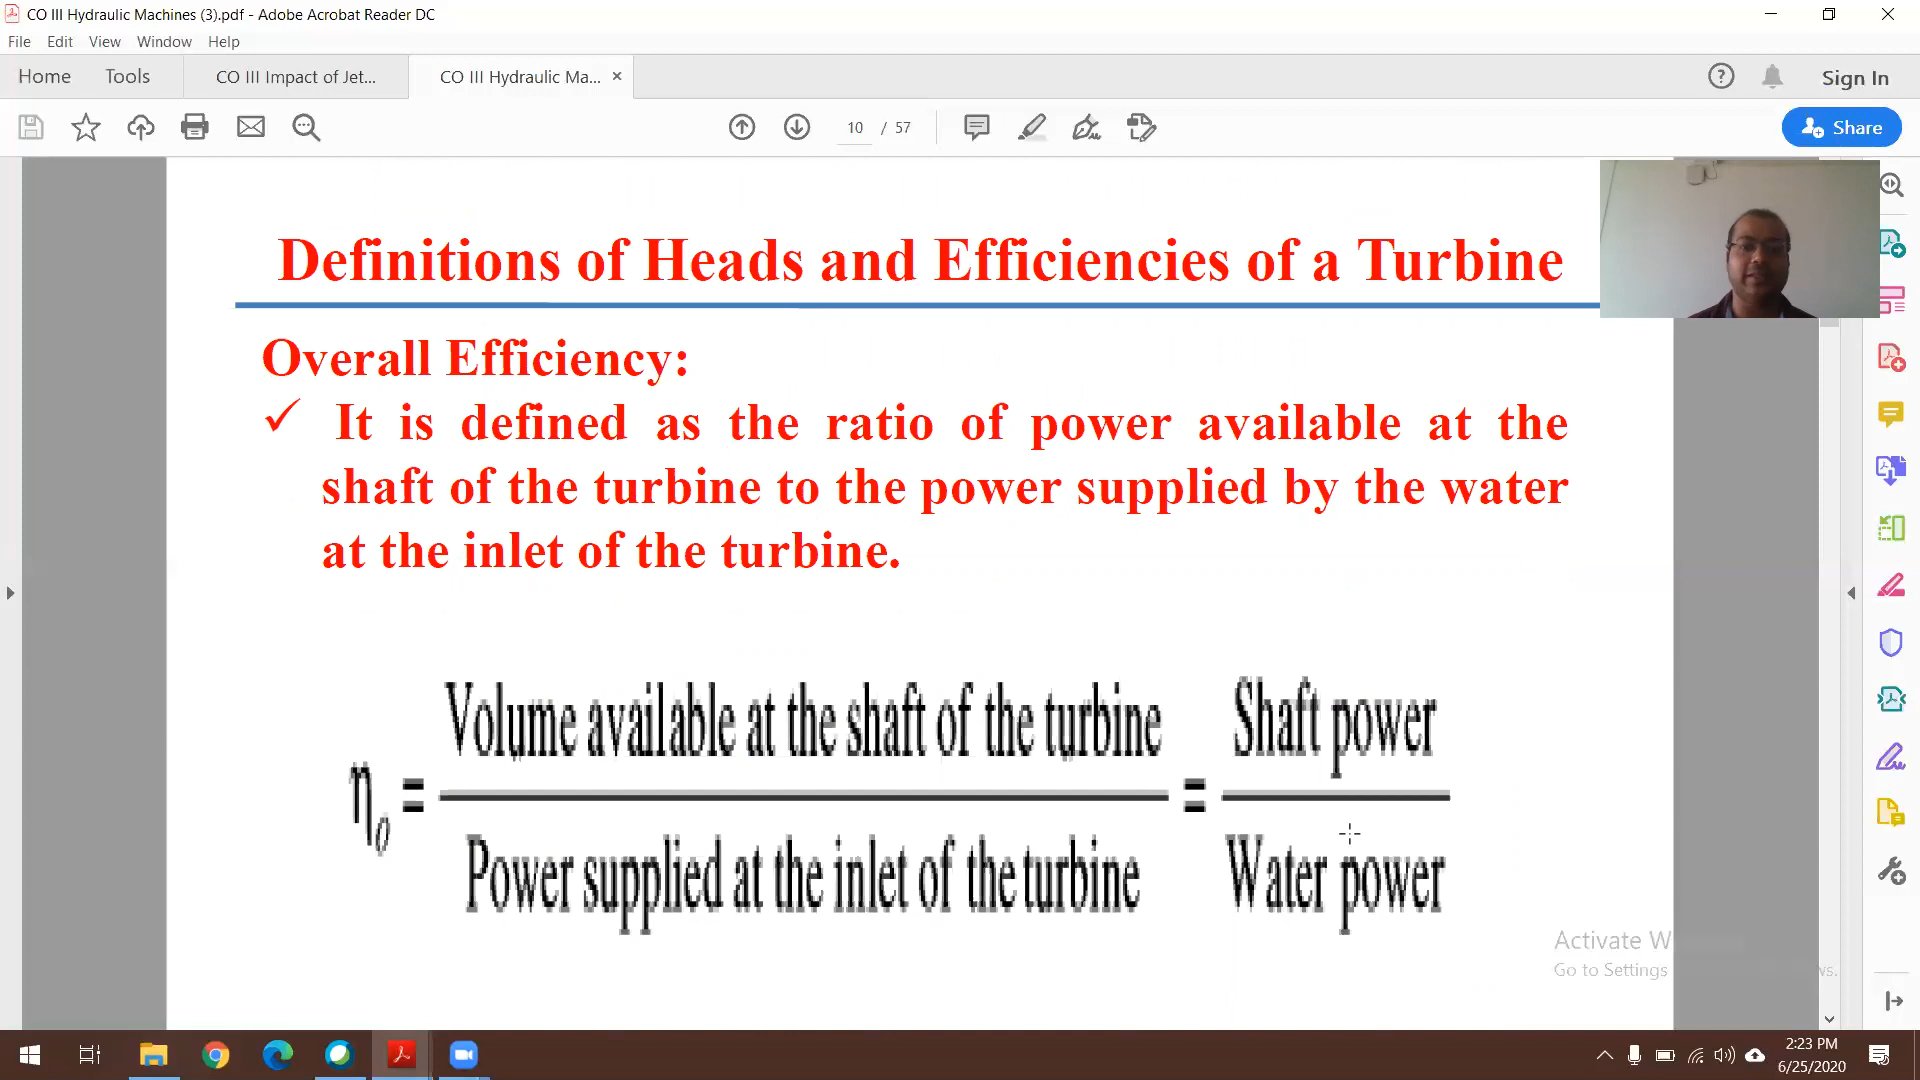 CO III Hydraulic Machines (3).pdf - Adobe Acrobat Reader DC
File Edit View Window Help
Home Tools CO III Impact of Jet... CO III Hydraulic Ma... × Sign In
10 / 57 Share
Definitions of Heads and Efficiencies of a Turbine
Overall Efficiency:
✓ It is defined as the ratio of power available at the
shaft of the turbine to the power supplied by the water
at the inlet of the turbine.
ηo = Volume available at the shaft of the turbine = Shaft power
Power supplied at the inlet of the turbine Water power
Activate W
Go to Settings ws.
2:23 PM
6/25/2020